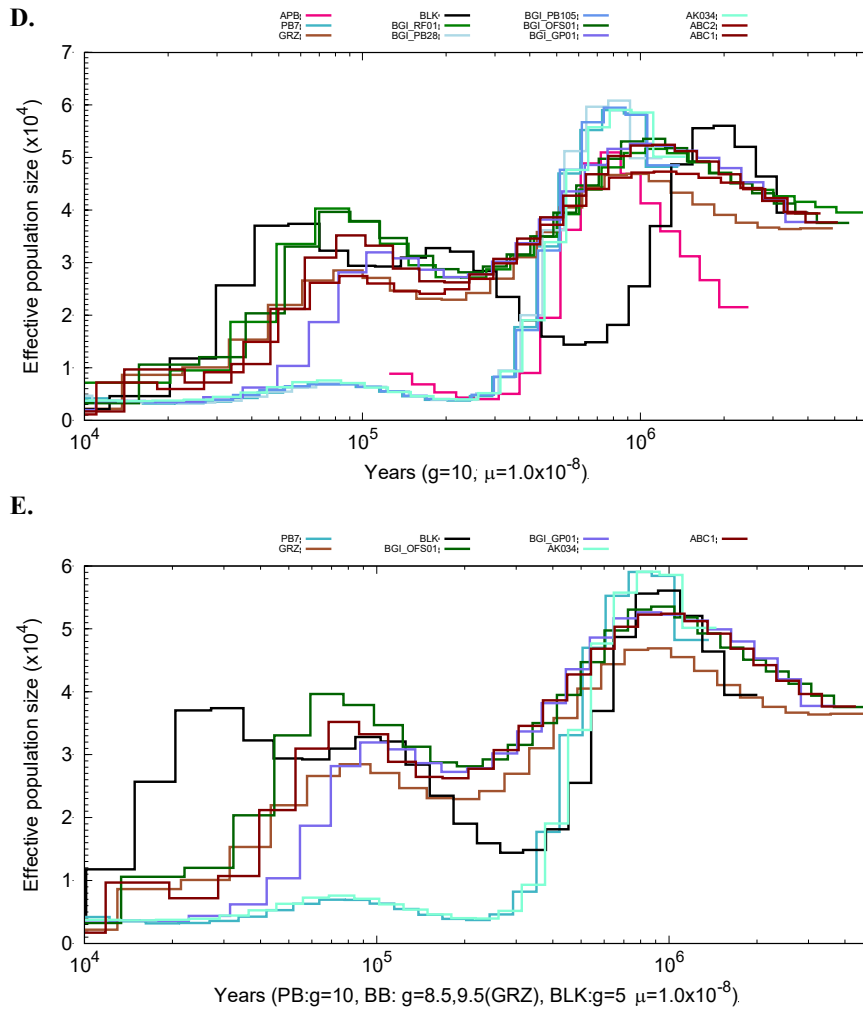 D.
APB BLK BGI_PB105 AK034
PB7 BGI_RF01 BGI_OFS01 ABC2
GRZ BGI_PB28 BGI_GP01 ABC1
7
6
5
4
3
2
1
0
Effective population size (x10⁴)
10⁴ 10⁵ 10⁶
Years (g=10; μ=1.0x10⁻⁸)
E.
PB7 BLK BGI_GP01 ABC1
GRZ BGI_OFS01 AK034
6
5
4
3
2
1
0
Effective population size (x10⁴)
10⁴ 10⁵ 10⁶
Years (PB:g=10, BB: g=8.5,9.5(GRZ), BLK:g=5 μ=1.0x10⁻⁸)